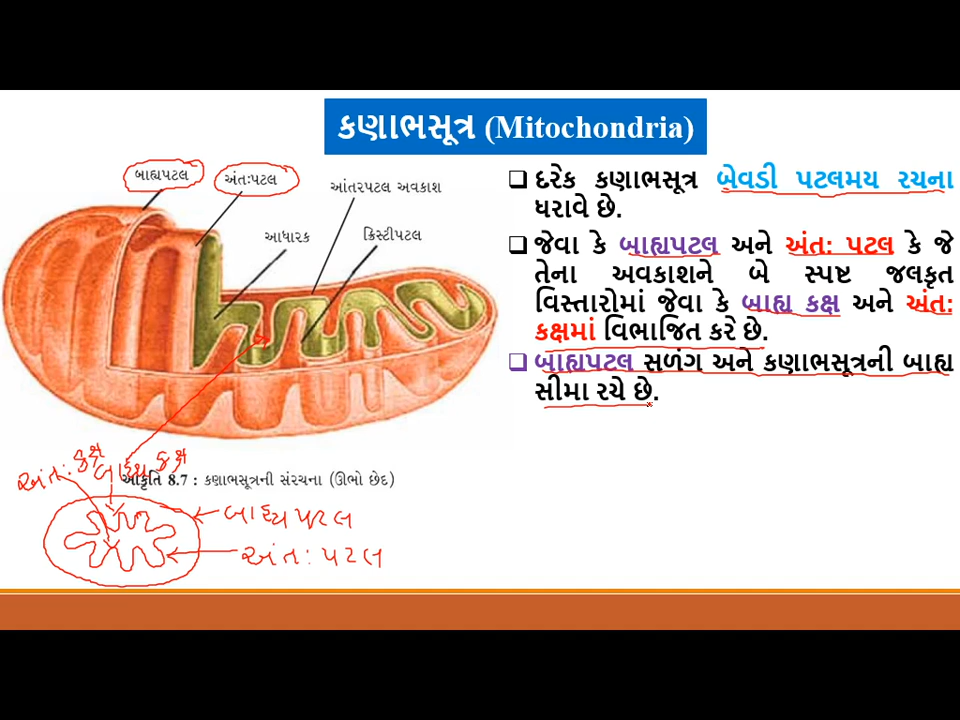 કણાભસૂત્ર (Mitochondria)
બાહ્યપટલ
અંતઃપટલ
આંતરપટલ અવકાશ
આધારક
ક્રિસ્ટીપટલ
આકૃતિ 8.7 : કણાભસૂત્રની સંરચના (ઊભો છેદ)
અંત: કક્ષ
બાહ્ય કક્ષ
બાહ્ય પટલ
અંત: પટલ
દરેક કણાભસૂત્ર બેવડી પટલમય રચના
ધરાવે છે.
જેવા કે બાહ્યપટલ અને અંત: પટલ કે જે
તેના અવકાશને બે સ્પષ્ટ જલકૃત
વિસ્તારોમાં જેવા કે બાહ્ય કક્ષ અને અંત:
કક્ષમાં વિભાજિત કરે છે.
બાહ્યપટલ સળંગ અને કણાભસૂત્રની બાહ્ય
સીમા રચે છે.